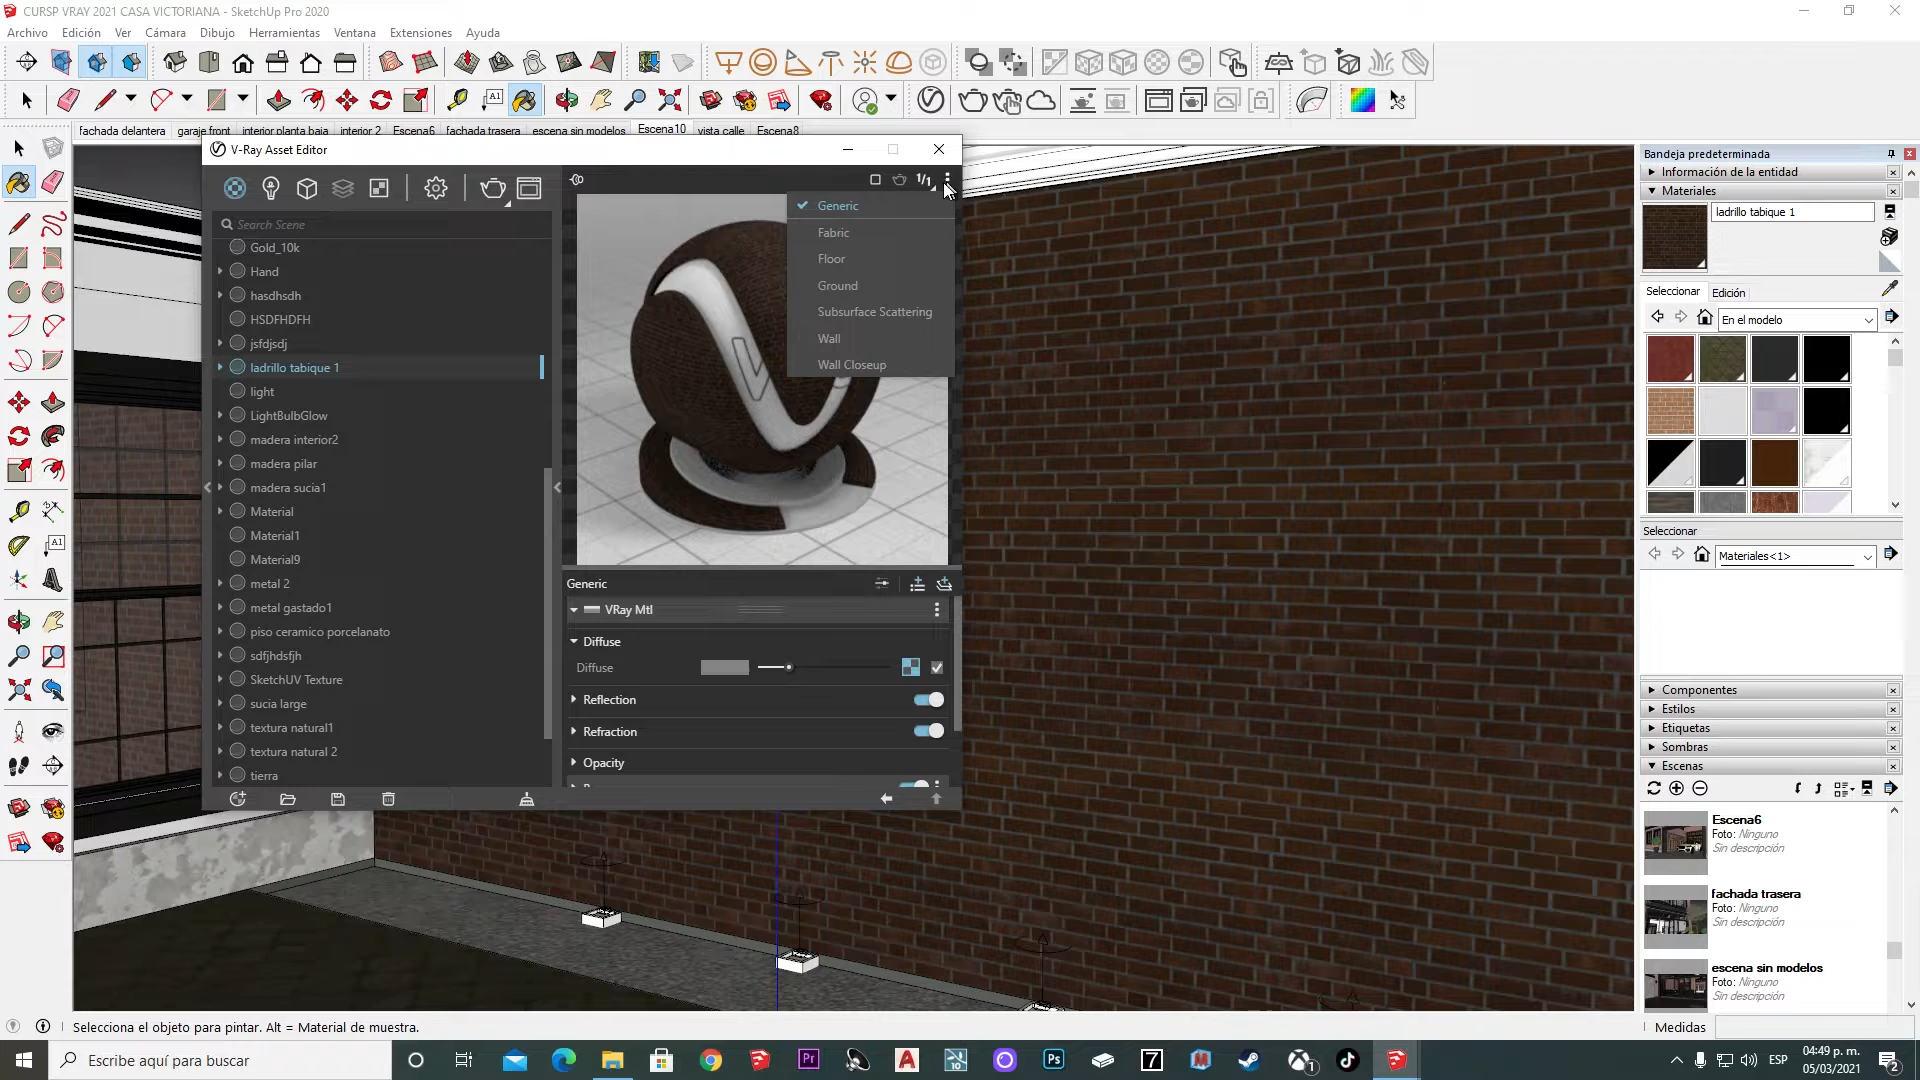 CURSP VRAY 2021 CASA VICTORIANA - SketchUp Pro 2020
Archivo Edición Ver Cámara Dibujo Herramientas Ventana Extensiones Ayuda
fachada delantera garaje front interior planta baja interior 2 Escena6 fachada trasera escena sin modelos Escena10 vista calle Escena8
V-Ray Asset Editor
Search Scene
Gold_10k
Hand
hasdhsdh
HSDFHDFH
jsfdjsdj
ladrillo tabique 1
light
LightBulbGlow
madera interior2
madera pilar
madera sucia1
Material
Material1
Material9
metal 2
metal gastado1
piso ceramico porcelanato
sdfjhdsfjh
SketchUV Texture
sucia large
textura natural1
textura natural 2
tierra
1/1
Generic
Fabric
Floor
Ground
Subsurface Scattering
Wall
Wall Closeup
Generic
VRay Mtl
Diffuse
Diffuse
Reflection
Refraction
Opacity
Bandeja predeterminada
Información de la entidad
Materiales
ladrillo tabique 1
Seleccionar Edición
En el modelo
Seleccionar
Materiales<1>
Componentes
Estilos
Etiquetas
Sombras
Escenas
Escena6
Foto: Ninguno
Sin descripción
fachada trasera
Foto: Ninguno
Sin descripción
escena sin modelos
Foto: Ninguno
Sin descripción
Selecciona el objeto para pintar. Alt = Material de muestra.
Medidas
Escribe aquí para buscar
ESP
04:49 p. m.
05/03/2021